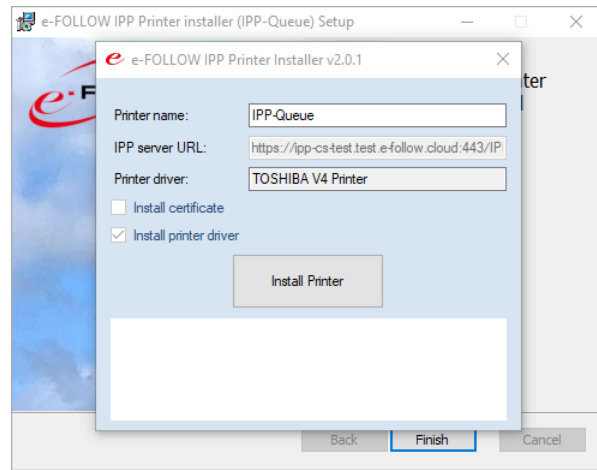 e-FOLLOW IPP Printer installer (IPP-Queue) Setup
e-FOLLOW IPP Printer Installer v2.0.1
Printer name:
IPP-Queue
IPP server URL:
https://ipp-cs-test.test.e-follow.cloud:443/IP
Printer driver:
TOSHIBA V4 Printer
Install certificate
Install printer driver
Install Printer
Back
Finish
Cancel